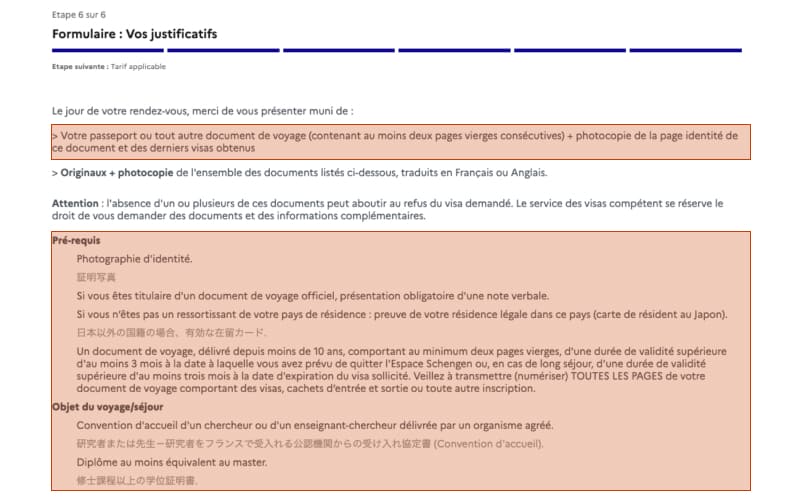 Etape 6 sur 6
Formulaire : Vos justificatifs
Etape suivante : Tarif applicable
Le jour de votre rendez-vous, merci de vous présenter muni de :
> Votre passeport ou tout autre document de voyage (contenant au moins deux pages vierges consécutives) + photocopie de la page identité de
ce document et des derniers visas obtenus
> Originaux + photocopie de l'ensemble des documents listés ci-dessous, traduits en Français ou Anglais.
Attention : l'absence d'un ou plusieurs de ces documents peut aboutir au refus du visa demandé. Le service des visas compétent se réserve le
droit de vous demander des documents et des informations complémentaires.
Pré-requis
Photographie d'identité.
証明写真
Si vous êtes titulaire d'un document de voyage officiel, présentation obligatoire d'une note verbale.
Si vous n'êtes pas un ressortissant de votre pays de résidence : preuve de votre résidence légale dans ce pays (carte de résident au Japon).
日本以外の国籍の場合、有効な在留カード.
Un document de voyage, délivré depuis moins de 10 ans, comportant au minimum deux pages vierges, d'une durée de validité supérieure
d'au moins 3 mois à la date à laquelle vous avez prévu de quitter l'Espace Schengen ou, en cas de long séjour, d'une durée de validité
supérieure d'au moins trois mois à la date d'expiration du visa sollicité. Veillez à transmettre (numériser) TOUTES LES PAGES de votre
document de voyage comportant des visas, cachets d'entrée et sortie ou toute autre inscription.
Objet du voyage/séjour
Convention d'accueil d'un chercheur ou d'un enseignant-chercheur délivrée par un organisme agréé.
研究者または先生ー研究者をフランスで受入れる公認機関からの受け入れ協定書 (Convention d'accueil).
Diplôme au moins équivalent au master.
修士課程以上の学位証明書.